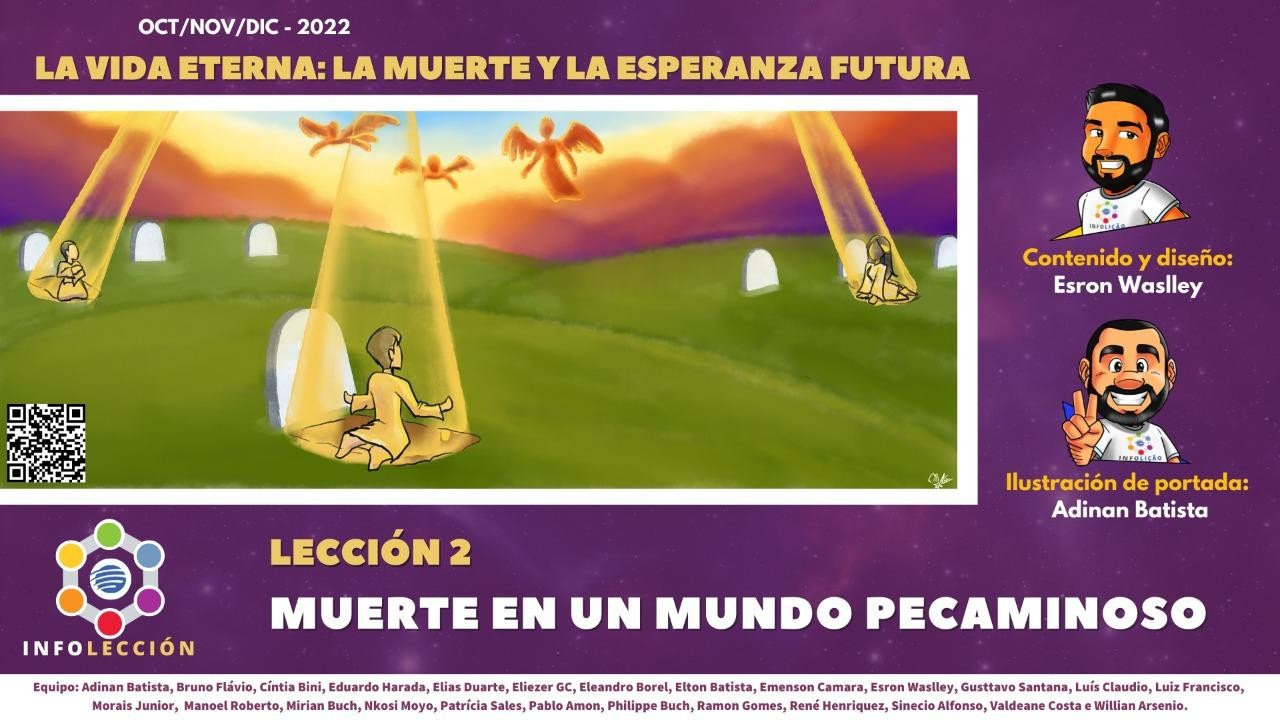 OCT/NOV/DIC - 2022
LA VIDA ETERNA: LA MUERTE Y LA ESPERANZA FUTURA
INFOLIÇÃO
Contenido y diseño:
Esron Waslley
INFOLIÇÃO
Ilustración de portada:
Adinan Batista
LECCIÓN 2
MUERTE EN UN MUNDO PECAMINOSO
INFOLECCIÓN
Equipo: Adinan Batista, Bruno Flávio, Cíntia Bini, Eduardo Harada, Elias Duarte, Eliezer GC, Eleandro Borel, Elton Batista, Emenson Camara, Esron Waslley, Gusttavo Santana, Luís Claudio, Luiz Francisco,
Morais Junior, Manoel Roberto, Mirian Buch, Nkosi Moyo, Patrícia Sales, Pablo Amon, Philippe Buch, Ramon Gomes, René Henriquez, Sinecio Alfonso, Valdeane Costa e Willian Arsenio.